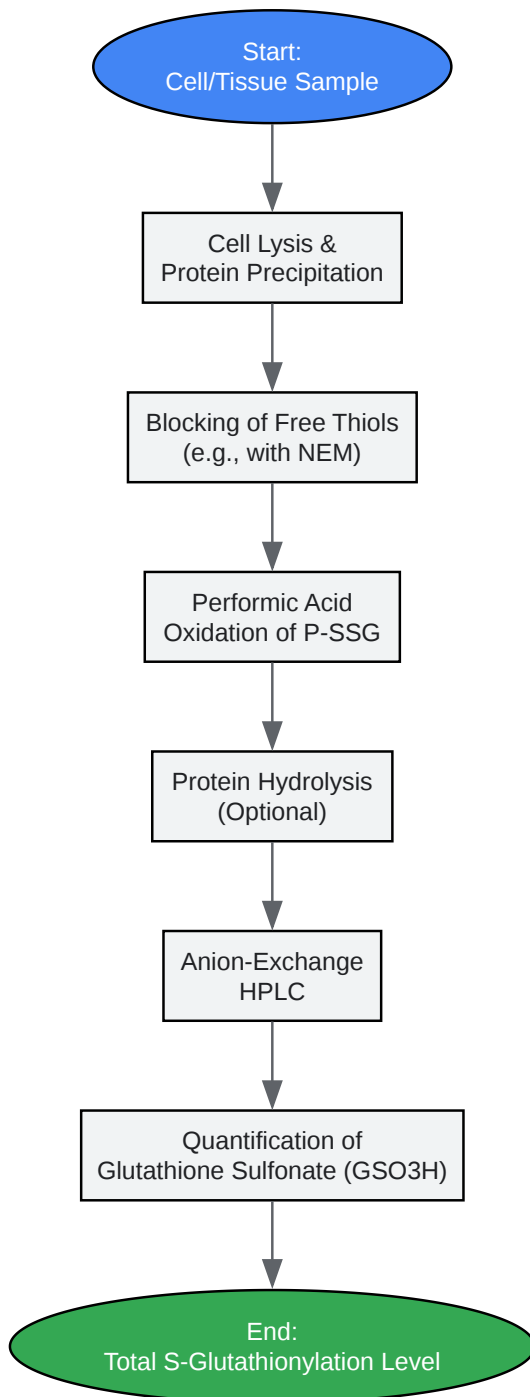 Start:
Cell/Tissue Sample
Cell Lysis &
Protein Precipitation
Blocking of Free Thiols
(e.g., with NEM)
Performic Acid
Oxidation of P-SSG
Protein Hydrolysis
(Optional)
Anion-Exchange
HPLC
Quantification of
Glutathione Sulfonate (GSO3H)
End:
Total S-Glutathionylation Level